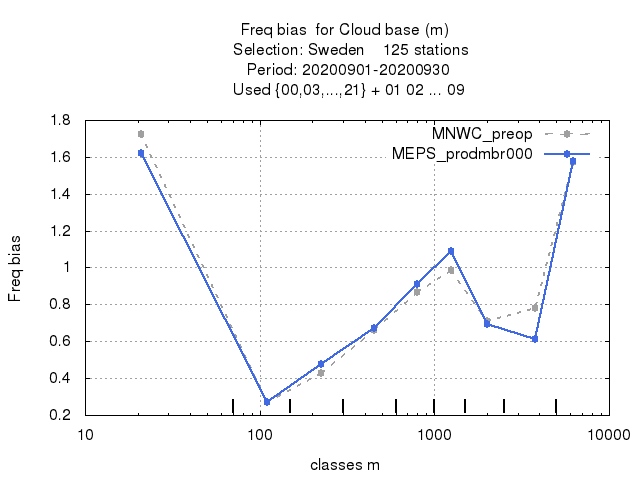 Freq bias  for Cloud base (m)
Selection: Sweden    125 stations
Period: 20200901-20200930
Used {00,03,...,21} + 01 02 ... 09
MNWC_preop
MEPS_prodmbr000
1.8
1.6
1.4
1.2
1
0.8
0.6
0.4
0.2
Freq bias
10
100
1000
10000
classes m